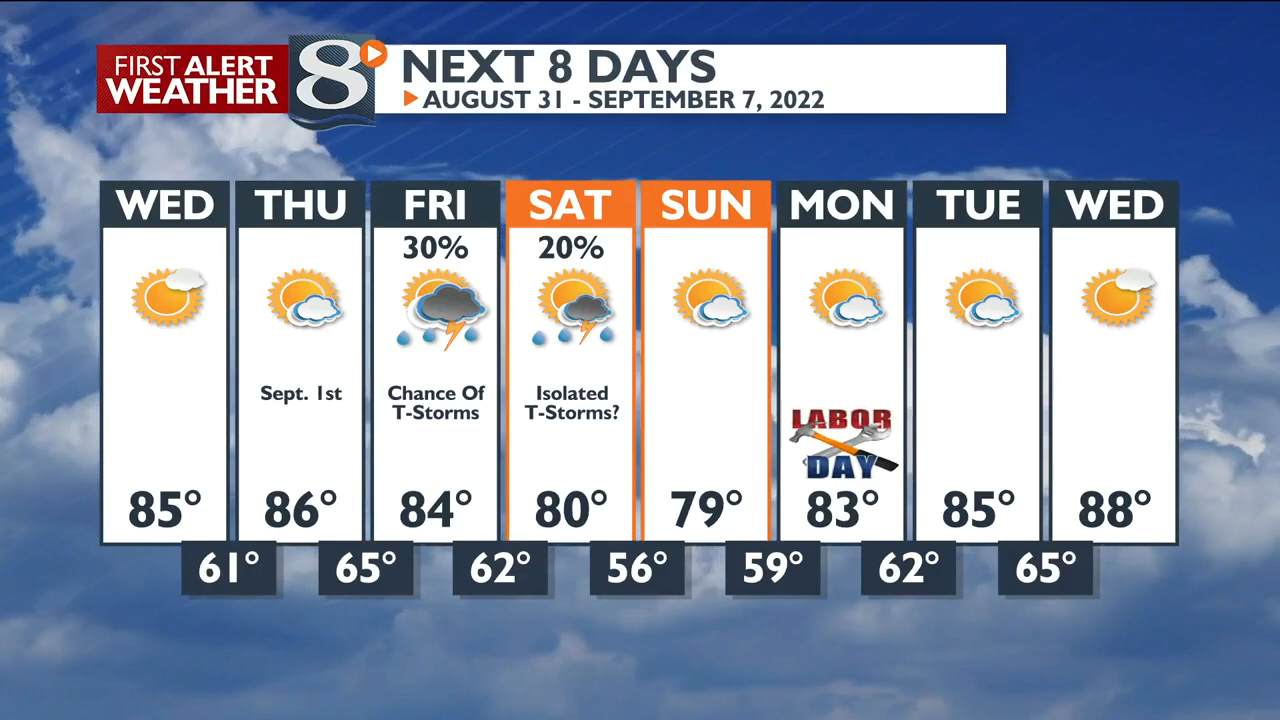 FIRST ALERT
WEATHER
8
NEXT 8 DAYS
AUGUST 31 - SEPTEMBER 7, 2022
WED
THU
FRI
SAT
SUN
MON
TUE
WED
30%
20%
Sept. 1st
Chance Of
T-Storms
Isolated
T-Storms?
LABOR
DAY
85°
86°
84°
80°
79°
83°
85°
88°
61°
65°
62°
56°
59°
62°
65°